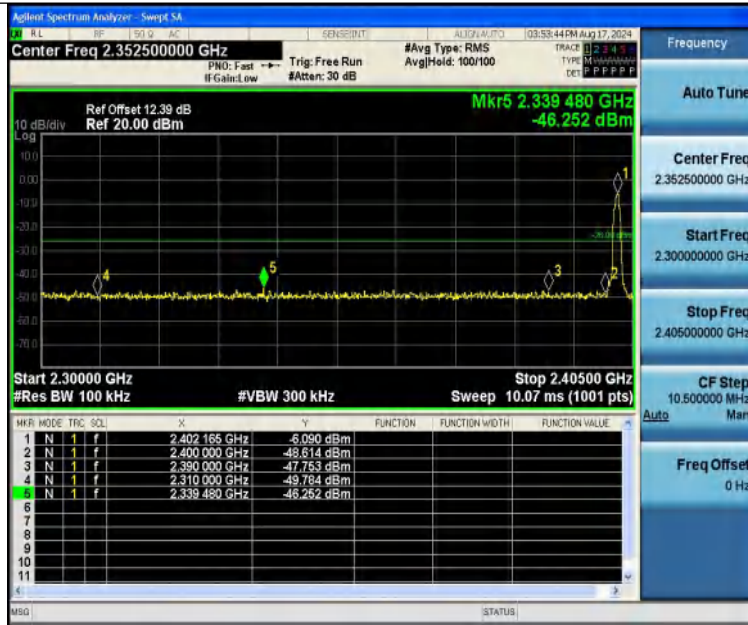 Agilent Spectrum Analyzer - Swept SA
RL RF 50 Ω AC SENSE:INT ALIGN AUTO 03:53:44 PM Aug 17, 2024
Center Freq 2.352500000 GHz
PNO: Fast
IFGain:Low
Trig: Free Run
#Atten: 30 dB
#Avg Type: RMS
Avg|Hold: 100/100
TRACE 1 2 3 4 5 6
TYPE M
DET P P P P P P
Ref Offset 12.39 dB
10 dB/div Ref 20.00 dBm
Log
Mkr5 2.339 480 GHz
-46.252 dBm
10.0
0.00
-10.0
-20.0
-30.0
-40.0
-50.0
-60.0
-70.0
1
2
3
4
5
Start 2.30000 GHz Stop 2.40500 GHz
#Res BW 100 kHz #VBW 300 kHz Sweep 10.07 ms (1001 pts)
MKR MODE TRC SCL X Y FUNCTION FUNCTION WIDTH FUNCTION VALUE
1 N 1 f 2.402 165 GHz -6.090 dBm
2 N 1 f 2.400 000 GHz -48.614 dBm
3 N 1 f 2.390 000 GHz -47.753 dBm
4 N 1 f 2.310 000 GHz -49.784 dBm
5 N 1 f 2.339 480 GHz -46.252 dBm
6
7
8
9
10
11
MSG STATUS
Frequency
Auto Tune
Center Freq
2.352500000 GHz
Start Freq
2.300000000 GHz
Stop Freq
2.405000000 GHz
CF Step
10.500000 MHz
Auto Man
Freq Offset
0 Hz